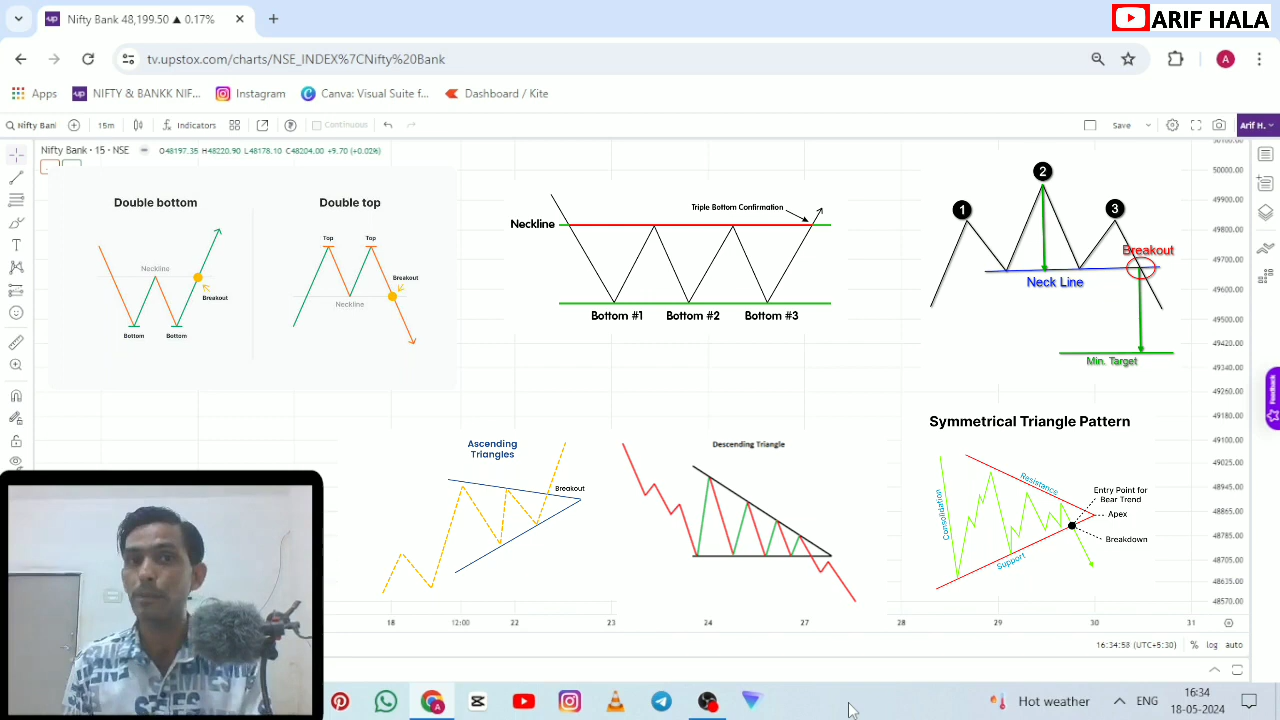 Nifty Bank 48,199.50 ▲ 0.17%
ARIF HALA
tv.upstox.com/charts/NSE_INDEX%7CNifty%20Bank
A
Apps
NIFTY & BANKK NIF...
Instagram
Canva: Visual Suite f...
Dashboard / Kite
Nifty Bank
15m
Indicators
Continuous
Save
Arif H.
Nifty Bank · 15 · NSE
O48197.35 H48220.90 L48178.10 C48204.00 +9.70 (+0.02%)
Double bottom
Neckline
Breakout
Bottom
Bottom
Double top
Top
Top
Breakout
Neckline
Triple Bottom Confirmation
Neckline
Bottom #1
Bottom #2
Bottom #3
1
2
3
Breakout
Neck Line
Min. Target
Ascending
Triangles
Breakout
Descending Triangle
Symmetrical Triangle Pattern
Consolidation
Resistance
Support
Entry Point for
Bear Trend
Apex
Breakdown
50000.00
49900.00
49800.00
49700.00
49600.00
49500.00
49420.00
49340.00
49260.00
49180.00
49100.00
49025.00
48945.00
48865.00
48785.00
48705.00
48635.00
48570.00
Feedback
18
12:00
22
23
24
27
28
29
30
31
16:34:58 (UTC+5:30)
%
log
auto
Hot weather
ENG
16:34
18-05-2024